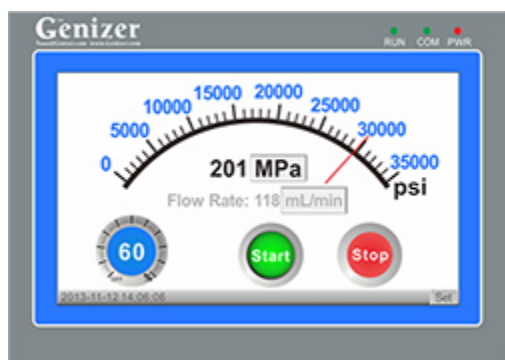 Genizer
RUN COM PWR
0 5000 10000 15000 20000 25000 30000 35000
psi
201 MPa
Flow Rate: 118 mL/min
60
Start
Stop
2013-11-12 14:06:06
Set